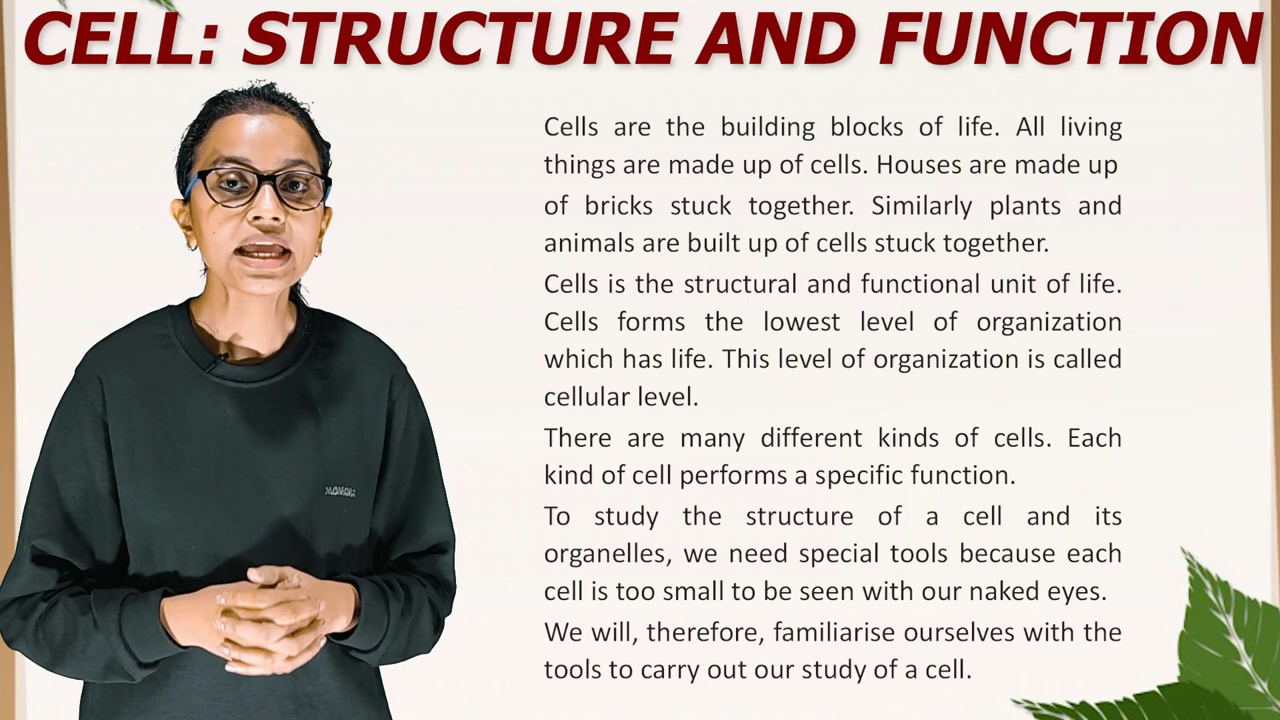 CELL: STRUCTURE AND FUNCTION
Cells are the building blocks of life. All living
things are made up of cells. Houses are made up
of bricks stuck together. Similarly plants and
animals are built up of cells stuck together.
Cells is the structural and functional unit of life.
Cells forms the lowest level of organization
which has life. This level of organization is called
cellular level.
There are many different kinds of cells. Each
kind of cell performs a specific function.
To study the structure of a cell and its
organelles, we need special tools because each
cell is too small to be seen with our naked eyes.
We will, therefore, familiarise ourselves with the
tools to carry out our study of a cell.